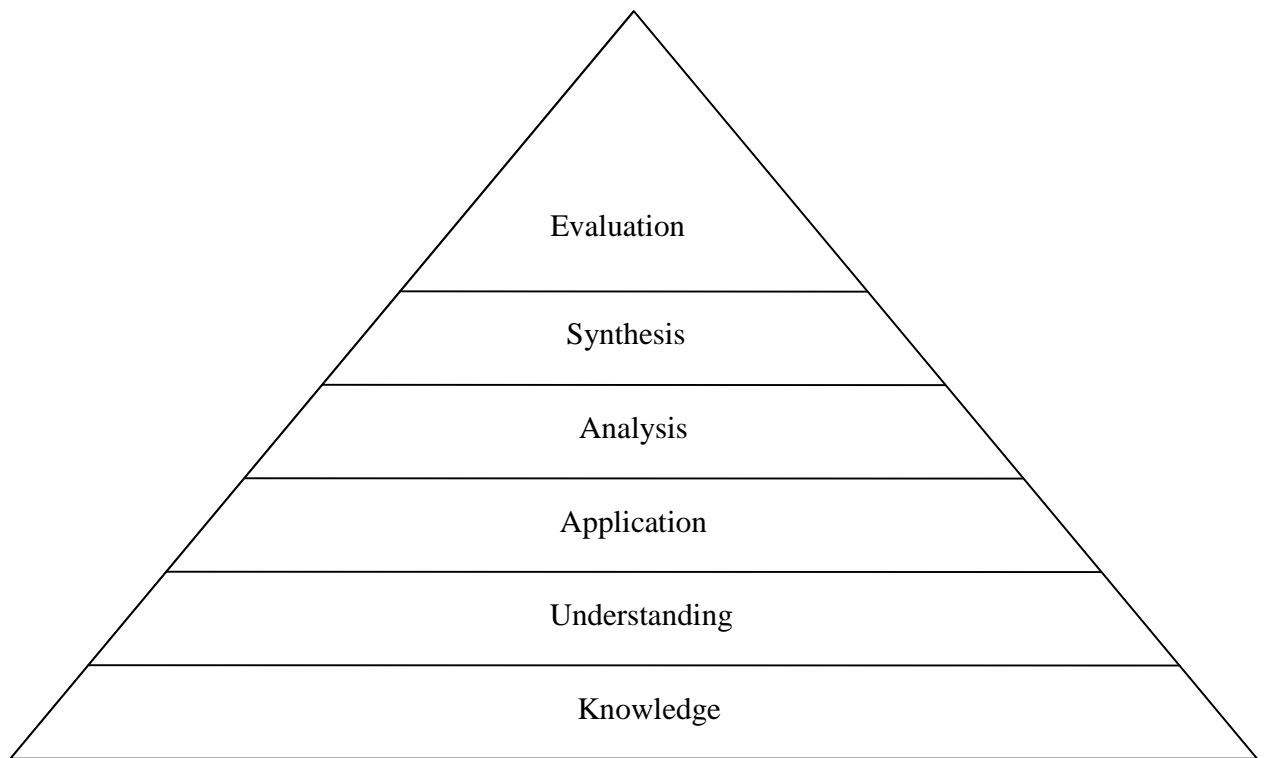 Evaluation
Synthesis
Analysis
Application
Understanding
Knowledge